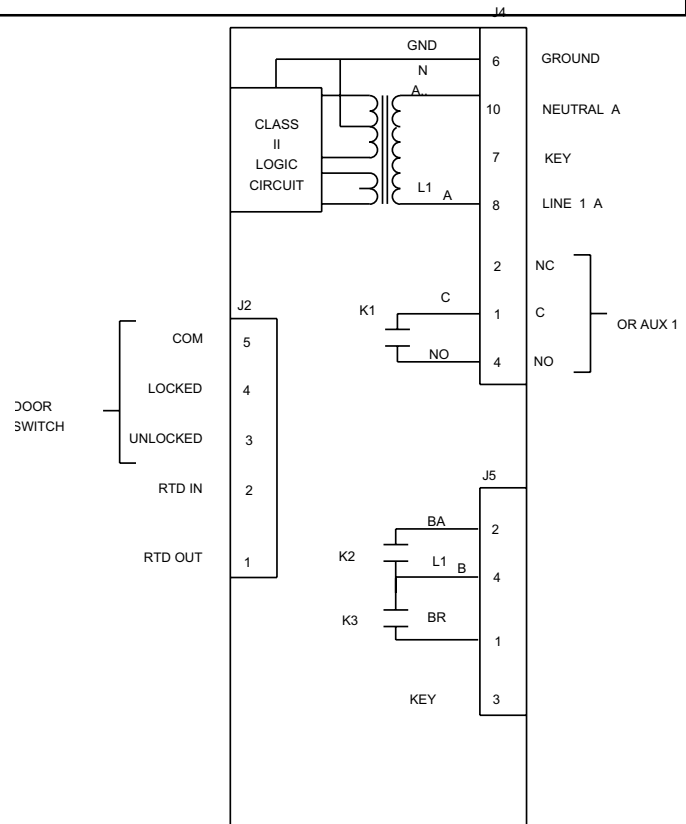 J4
GND
6 GROUND
N
A..
10 NEUTRAL A
CLASS
II
LOGIC
CIRCUIT
7 KEY
L1
A
8 LINE 1 A
2 NC
C
1 C
K1
OR AUX 1
NO
4 NO
J2
COM 5
LOCKED 4
DOOR
SWITCH
UNLOCKED 3
RTD IN 2
RTD OUT 1
J5
BA
2
K2
L1
B
4
K3
BR
1
KEY 3